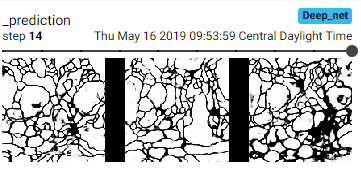 Deep_net
_prediction
step 14 Thu May 16 2019 09:53:59 Central Daylight Time